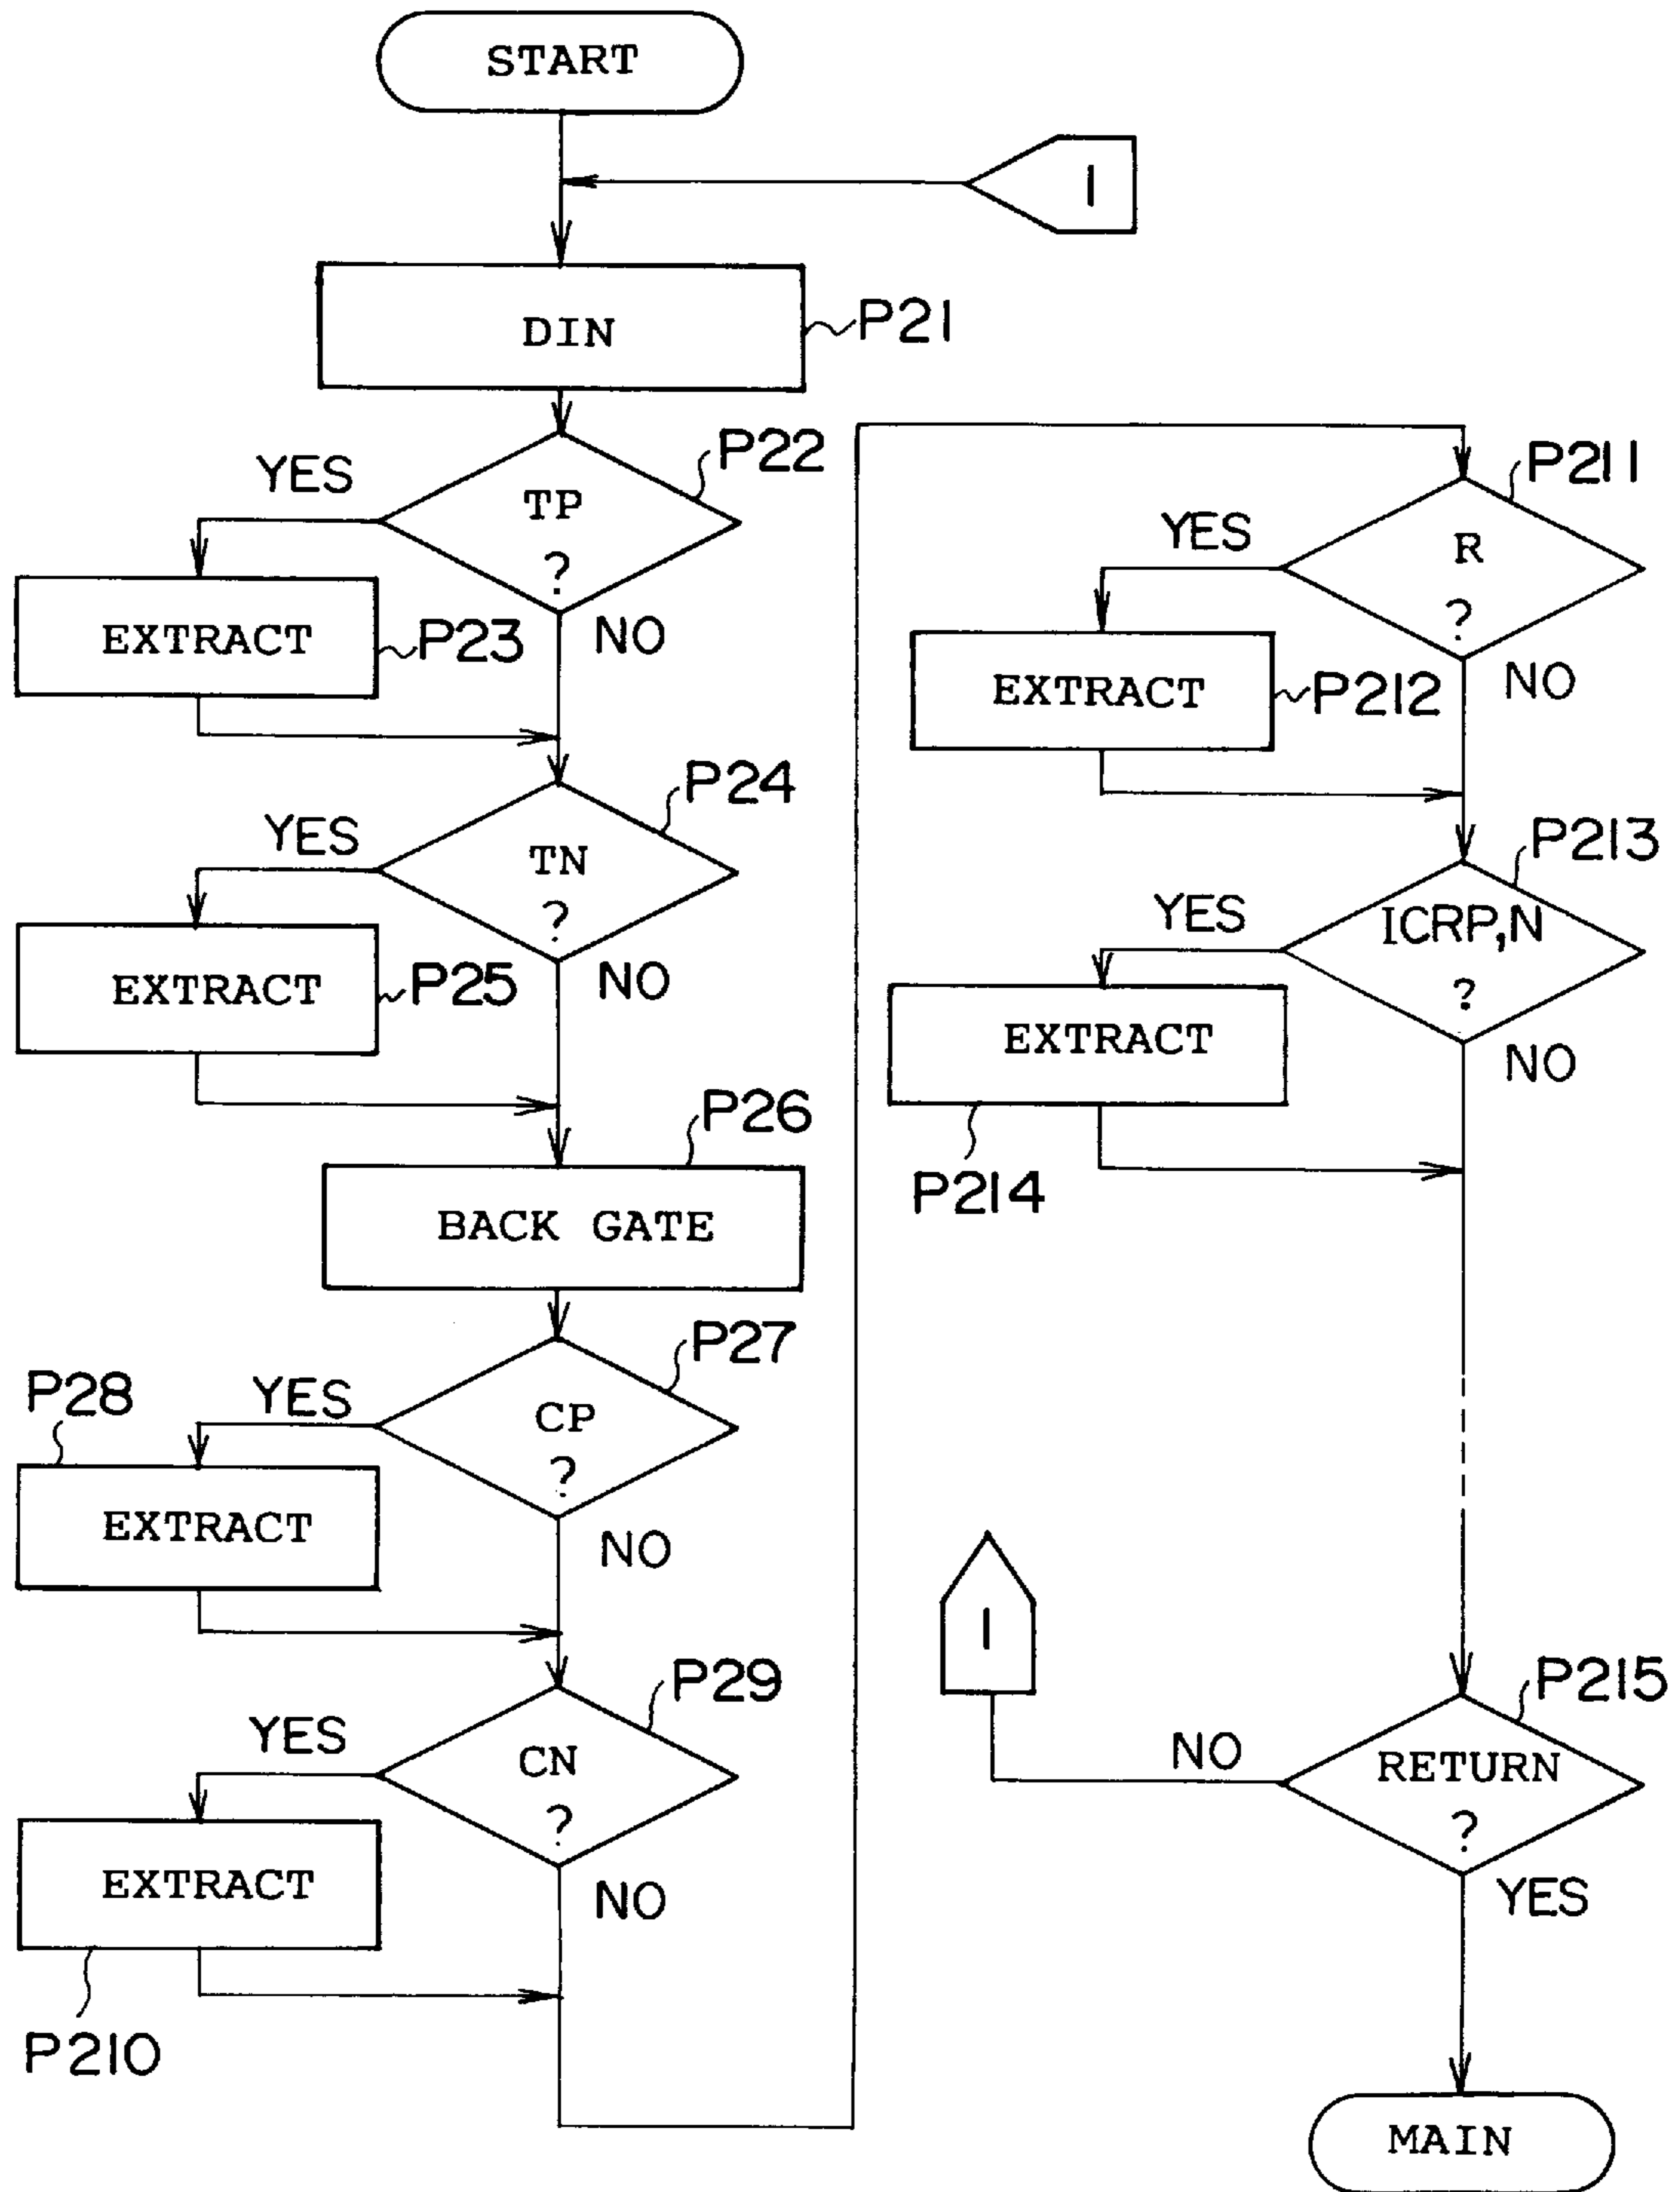 START
I
DIN
P21
P22
YES
TP
?
EXTRACT
P23
NO
P24
YES
TN
?
EXTRACT
P25
NO
P26
BACK GATE
P27
P28
YES
CP
?
EXTRACT
NO
P29
YES
CN
?
EXTRACT
NO
P210
P211
YES
R
?
EXTRACT
P212
NO
P213
YES
ICRP,N
?
EXTRACT
NO
P214
I
P215
NO
RETURN
?
YES
MAIN